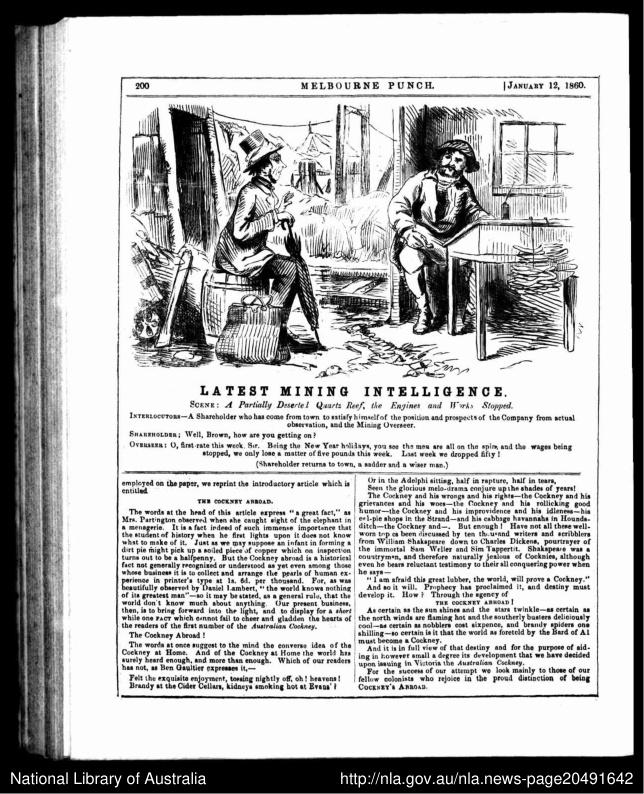 200 MELBOURNE PUNCH. [JANUARY 12, 1860.
LATEST MINING INTELLIGENCE.
SCENE: A Partially Deserted Quartz Reef, the Engines and Works Stopped.
INTERLOCUTORS—A Shareholder who has come from town to satisfy himself of the position and prospects of the Company from actual
observation, and the Mining Overseer.
SHAREHOLDER; Well, Brown, how are you getting on?
OVERSEER: O, first rate this week, Sir. Being the New Year holidays, you see the men are all on the spree, and the wages being
stopped, we only lose a matter of five pounds this week. Last week we dropped fifty!
(Shareholder returns to town, a sadder and a wiser man.)
employed on the paper, we reprint the introductory article which is
entitled
THE COCKNEY ABROAD.
The words at the head of this article express "a great fact," as
Mrs. Partington observed when she caught sight of the elephant in
a menagerie. It is a fact indeed of such immense importance that
the student of history when he first lights upon it does not know
what to make of it. Just as we may suppose an infant in forming a
dirt pie might pick up a soiled piece of copper which on inspection
turns out to be a halfpenny. But the Cockney abroad is a historical
fact not generally recognized or understood as yet even among those
whose business it is to collect and arrange the pearls of human ex-
perience in printer's type at 1s. 6d. per thousand. For, as was
beautifully observed by Daniel Lambert, "the world knows nothing
of its greatest man"—so it may be stated, as a general rule, that the
world don't know much about anything. Our present business,
then, is to bring forward into the light, and to display for a short
while one FACT which cannot fail to cheer and gladden the hearts of
the readers of the first number of the Australian Cockney.
The Cockney Abroad!
The words at once suggest to the mind the converse idea of the
Cockney at Home. And of the Cockney at Home the world has
surely heard enough, and more than enough. Which of our readers
has not, as Ben Gaultier expresses it,—
Felt the exquisite enjoyment, tossing nightly off, oh! heavens!
Brandy at the Cider Cellars, kidneys smoking hot at Evans'?
Or in the Adelphi sitting, half in rapture, half in tears,
Seen the glorious melo-drama conjure up the shades of years!
The Cockney and his wrongs and his rights—the Cockney and his
grievances and his woes—the Cockney and his rollicking good
humor—the Cockney and his improvidence and his idleness—his
eel-pie shops in the Strand—and his cabbage havannahs in Hounds-
ditch—the Cockney and—. But enough! Have not all these well-
worn topics been discussed by ten thousand writers and scribblers
from William Shakespeare down to Charles Dickens, pourtrayer of
the immortal Sam Weller and Sim Tappertit. Shakspeare was a
countryman, and therefore naturally jealous of Cocknies, although
even he bears reluctant testimony to their all conquering power when
he says—
"I am afraid this great lubber, the world, will prove a Cockney."
And so it will. Prophecy has proclaimed it, and destiny must
develop it. How? Through the agency of
THE COCKNEY ABROAD!
As certain as the sun shines and the stars twinkle—as certain as
the north winds are flaming hot and the southerly busters deliciously
cool—as certain as nobblers cost sixpence, and brandy spiders one
shilling—so certain is it that the world as foretold by the Bard of A1
must become a Cockney.
And it is in full view of that destiny and for the purpose of aid-
ing in however small a degree its development that we have decided
upon issuing in Victoria the Australian Cockney.
For the success of our attempt we look mainly to those of our
fellow colonists who rejoice in the proud distinction of being
COCKNEY'S ABROAD.
National Library of Australia http://nla.gov.au/nla.news-page20491642